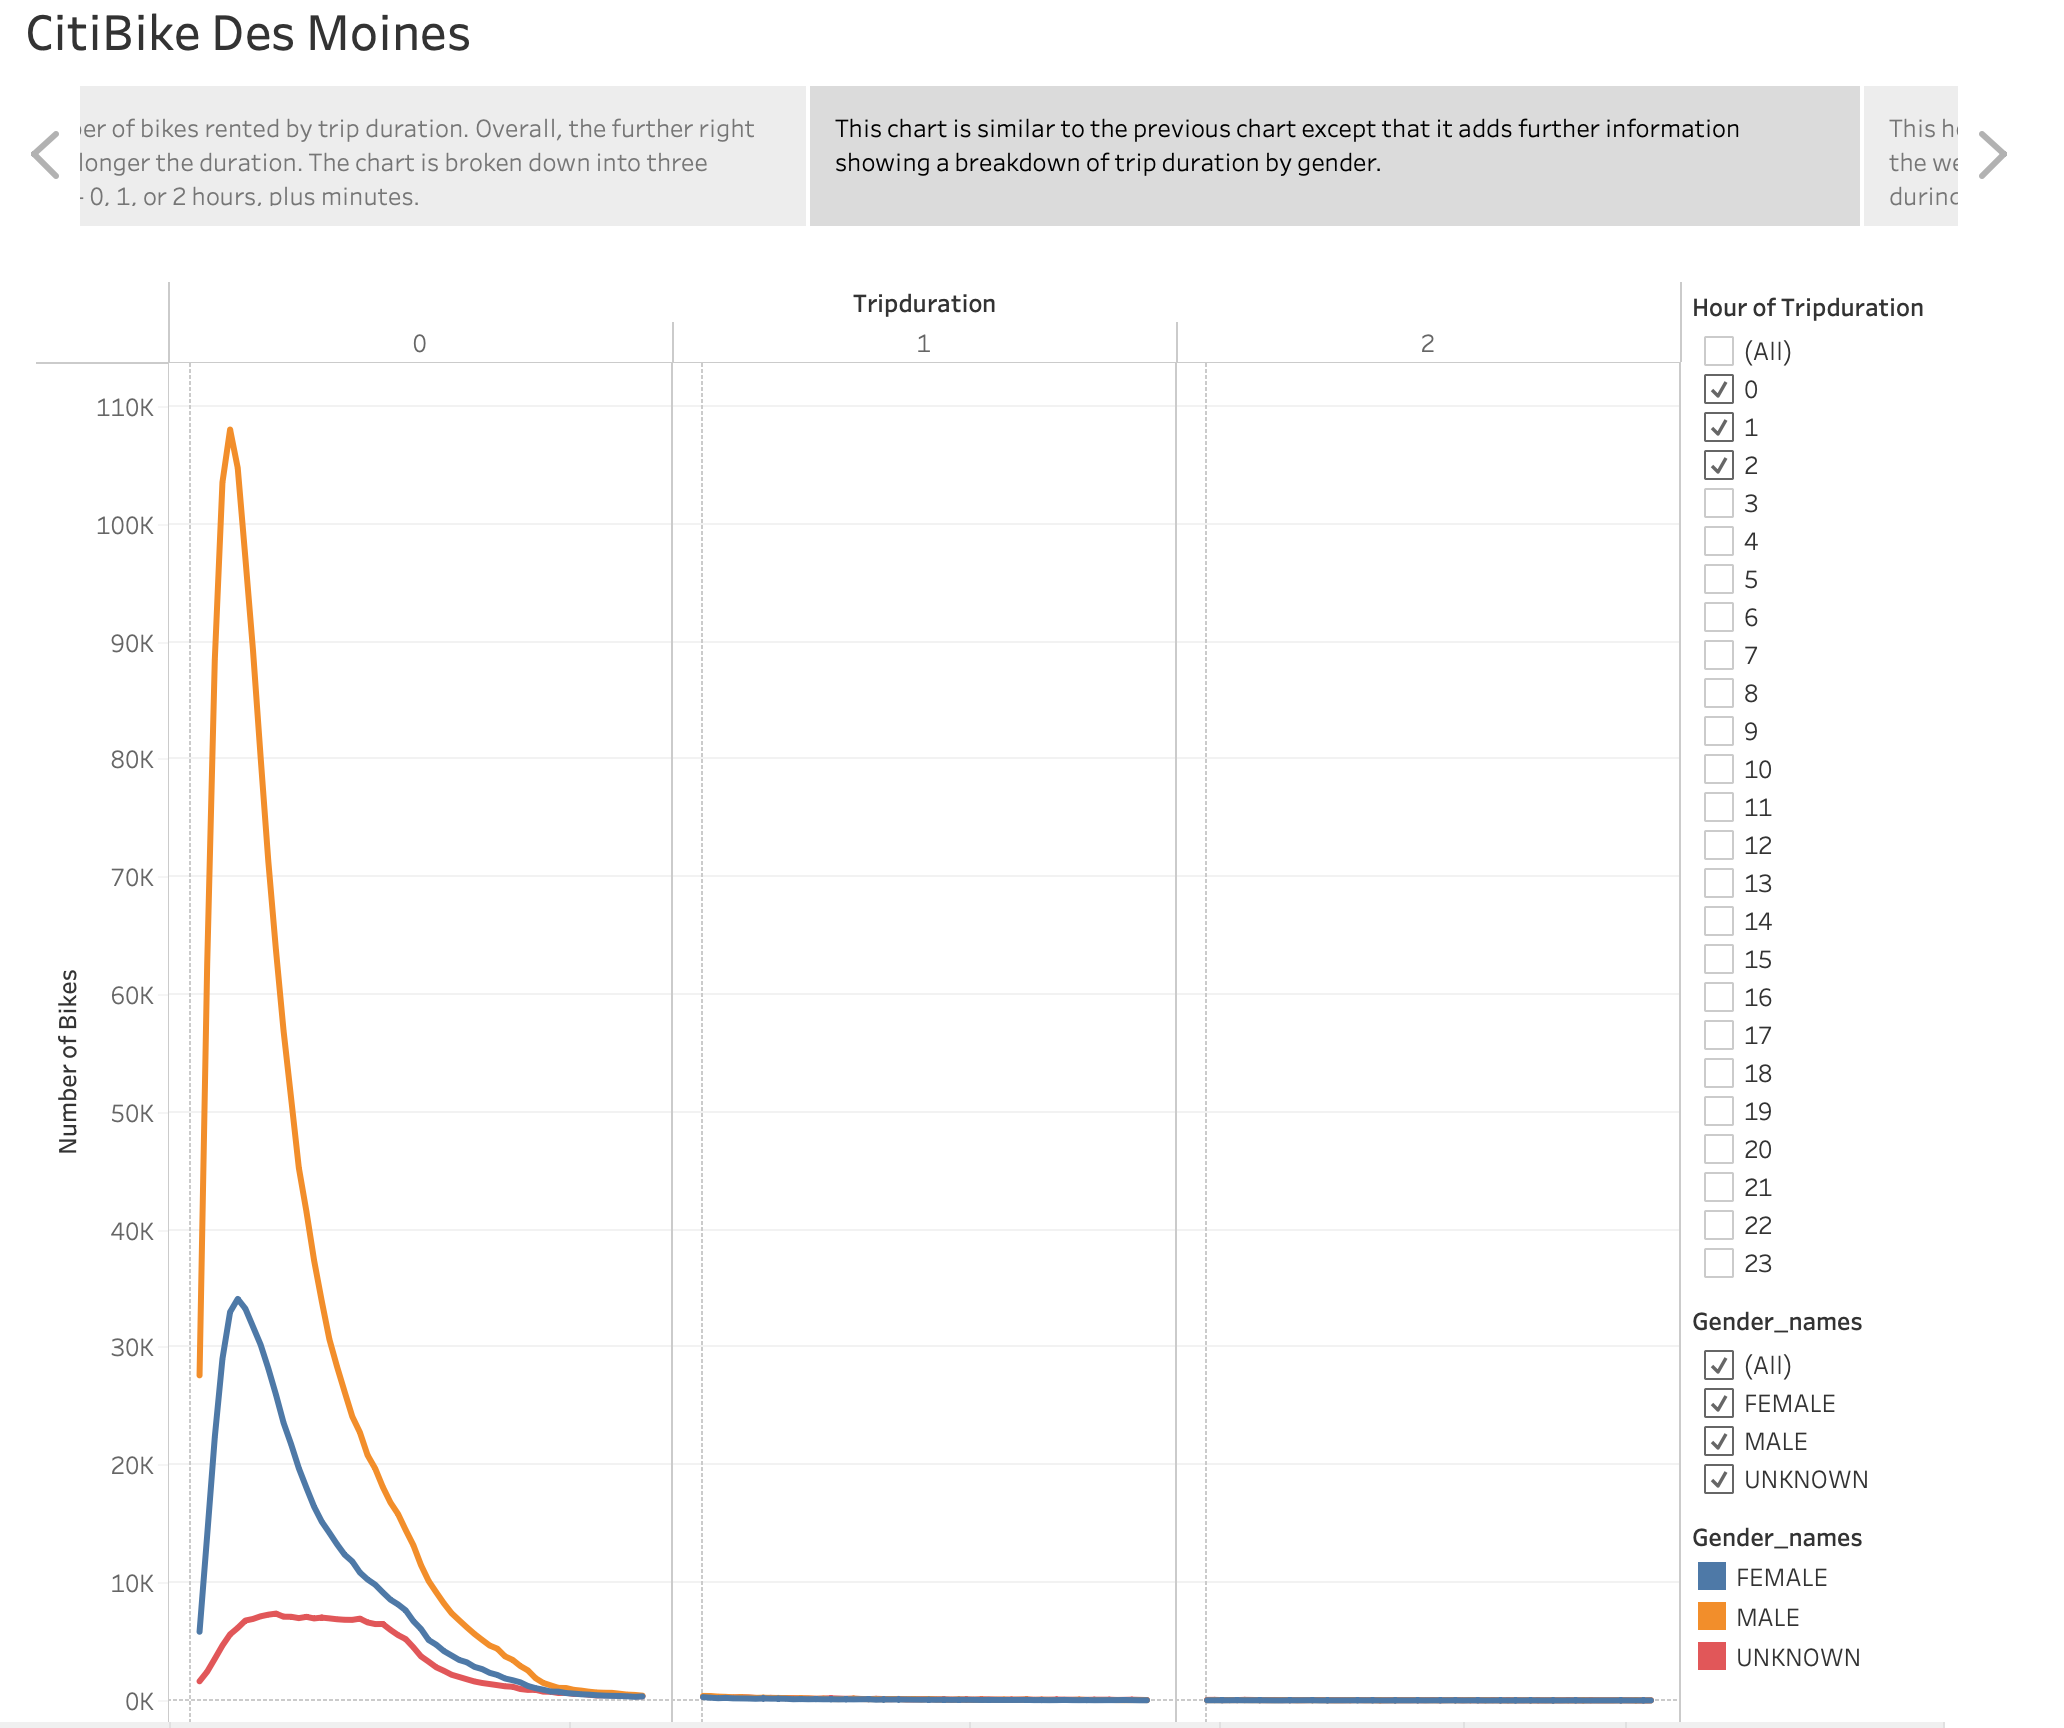 CitiBike Des Moines
er of bikes rented by trip duration. Overall, the further right
longer the duration. The chart is broken down into three
- 0, 1, or 2 hours, plus minutes.
This chart is similar to the previous chart except that it adds further information
showing a breakdown of trip duration by gender.
This
the
Tripduration
0
1
2
110K
100K
90K
80K
70K
60K
50K
40K
30K
20K
10K
0K
Number of Bikes
Hour of Tripduration
(All)
0
1
2
3
4
5
6
7
8
9
10
11
12
13
14
15
16
17
18
19
20
21
22
23
Gender_names
(All)
FEMALE
MALE
UNKNOWN
Gender_names
FEMALE
MALE
UNKNOWN